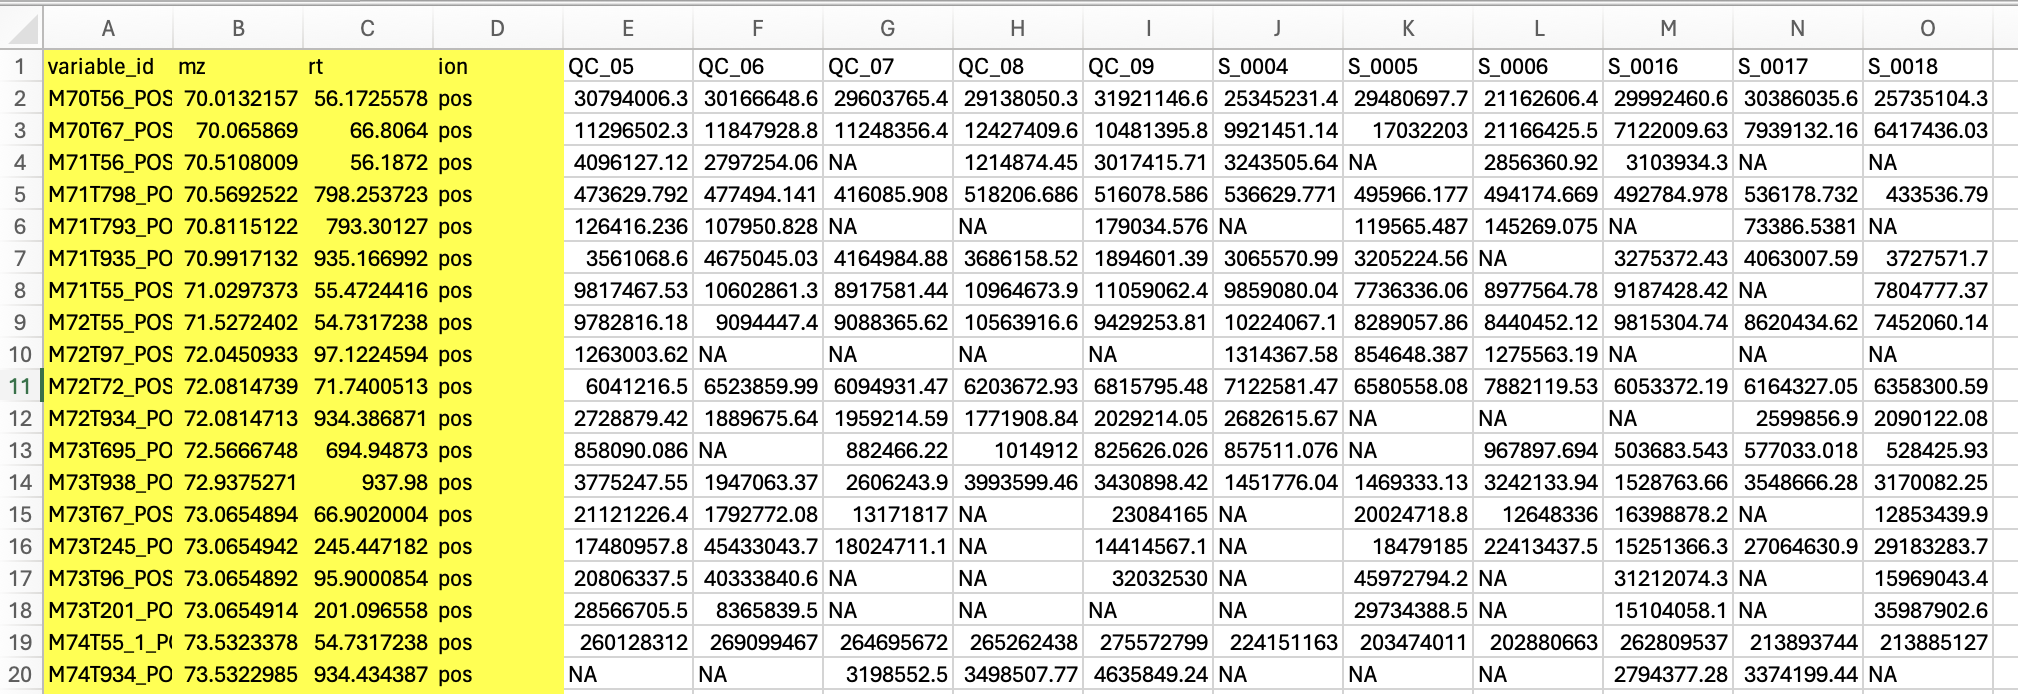 A B C D E F G H I J K L M N O
1 variable_id mz rt ion QC_05 QC_06 QC_07 QC_08 QC_09 S_0004 S_0005 S_0006 S_0016 S_0017 S_0018
2 M70T56_POS 70.0132157 56.1725578 pos 30794006.3 30166648.6 29603765.4 29138050.3 31921146.6 25345231.4 29480697.7 21162606.4 29992460.6 30386035.6 25735104.3
3 M70T67_POS 70.065869 66.8064 pos 11296502.3 11847928.8 11248356.4 12427409.6 10481395.8 9921451.14 17032203 21166425.5 7122009.63 7939132.16 6417436.03
4 M71T56_POS 70.5108009 56.1872 pos 4096127.12 2797254.06 NA 1214874.45 3017415.71 3243505.64 NA 2856360.92 3103934.3 NA NA
5 M71T798_PO 70.5692522 798.253723 pos 473629.792 477494.141 416085.908 518206.686 516078.586 536629.771 495966.177 494174.669 492784.978 536178.732 433536.79
6 M71T793_PO 70.8115122 793.30127 pos 126416.236 107950.828 NA NA 179034.576 NA 119565.487 145269.075 NA 73386.5381 NA
7 M71T935_PO 70.9917132 935.166992 pos 3561068.6 4675045.03 4164984.88 3686158.52 1894601.39 3065570.99 3205224.56 NA 3275372.43 4063007.59 3727571.7
8 M71T55_POS 71.0297373 55.4724416 pos 9817467.53 10602861.3 8917581.44 10964673.9 11059062.4 9859080.04 7736336.06 8977564.78 9187428.42 NA 7804777.37
9 M72T55_POS 71.5272402 54.7317238 pos 9782816.18 9094447.4 9088365.62 10563916.6 9429253.81 10224067.1 8289057.86 8440452.12 9815304.74 8620434.62 7452060.14
10 M72T97_POS 72.0450933 97.1224594 pos 1263003.62 NA NA NA NA 1314367.58 854648.387 1275563.19 NA NA NA
11 M72T72_POS 72.0814739 71.7400513 pos 6041216.5 6523859.99 6094931.47 6203672.93 6815795.48 7122581.47 6580558.08 7882119.53 6053372.19 6164327.05 6358300.59
12 M72T934_PO 72.0814713 934.386871 pos 2728879.42 1889675.64 1959214.59 1771908.84 2029214.05 2682615.67 NA NA NA 2599856.9 2090122.08
13 M73T695_PO 72.5666748 694.94873 pos 858090.086 NA 882466.22 1014912 825626.026 857511.076 NA 967897.694 503683.543 577033.018 528425.93
14 M73T938_PO 72.9375271 937.98 pos 3775247.55 1947063.37 2606243.9 3993599.46 3430898.42 1451776.04 1469333.13 3242133.94 1528763.66 3548666.28 3170082.25
15 M73T67_POS 73.0654894 66.9020004 pos 21121226.4 1792772.08 13171817 NA 23084165 NA 20024718.8 12648336 16398878.2 NA 12853439.9
16 M73T245_PO 73.0654942 245.447182 pos 17480957.8 45433043.7 18024711.1 NA 14414567.1 NA 18479185 22413437.5 15251366.3 27064630.9 29183283.7
17 M73T96_POS 73.0654892 95.9000854 pos 20806337.5 40333840.6 NA NA 32032530 NA 45972794.2 NA 31212074.3 NA 15969043.4
18 M73T201_PO 73.0654914 201.096558 pos 28566705.5 8365839.5 NA NA NA NA 29734388.5 NA 15104058.1 NA 35987902.6
19 M74T55_1_P( 73.5323378 54.7317238 pos 260128312 269099467 264695672 265262438 275572799 224151163 203474011 202880663 262809537 213893744 213885127
20 M74T934_PO 73.5322985 934.434387 pos NA NA 3198552.5 3498507.77 4635849.24 NA NA NA 2794377.28 3374199.44 NA